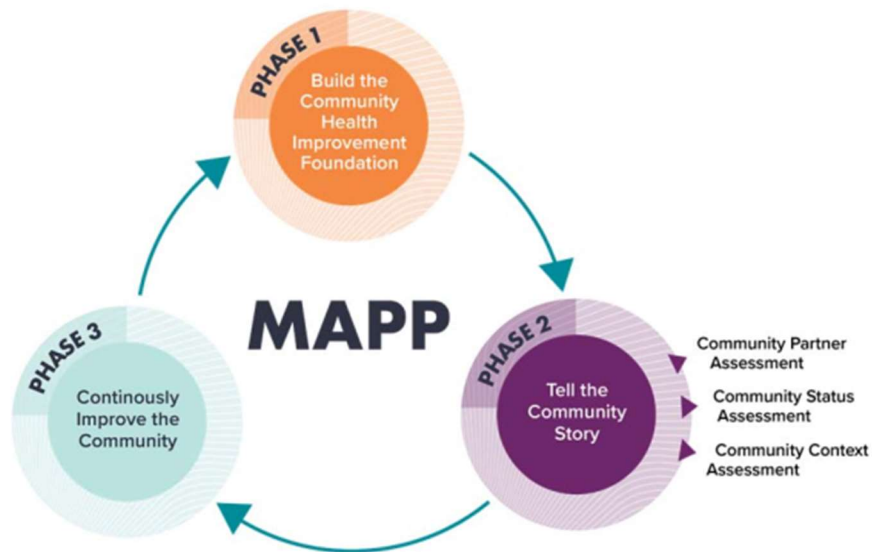 PHASE 1
Build the
Community
Health
Improvement
Foundation
MAPP
PHASE 2
Tell the
Community
Story
Community Partner
Assessment
Community Status
Assessment
Community Context
Assessment
PHASE 3
Continously
Improve the
Community